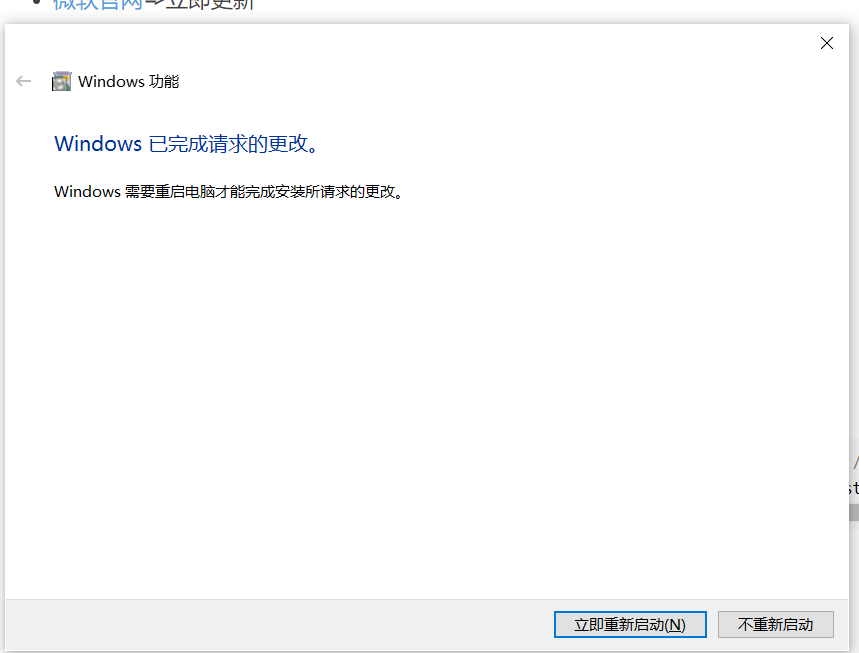 微软官网⇒立即更新
Windows 功能
Windows 已完成请求的更改。
Windows 需要重启电脑才能完成安装所请求的更改。
/
st
立即重新启动(N)
不重新启动